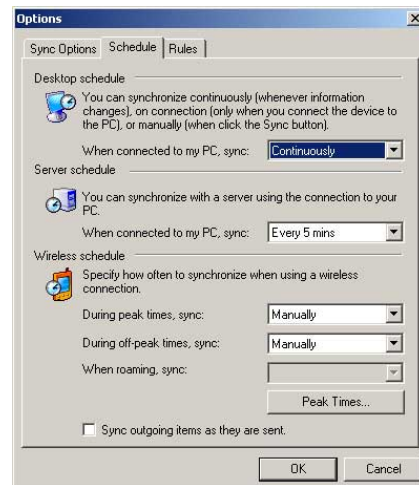 Options
Sync Options Schedule Rules
Desktop schedule
You can synchronize continuously (whenever information
changes), on connection (only when you connect the device to
the PC), or manually (when click the Sync button).
When connected to my PC, sync: Continuously
Server schedule
You can synchronize with a server using the connection to your
PC.
When connected to my PC, sync: Every 5 mins
Wireless schedule
Specify how often to synchronize when using a wireless
connection.
During peak times, sync: Manually
During off-peak times, sync: Manually
When roaming, sync:
Peak Times...
Sync outgoing items as they are sent.
OK Cancel